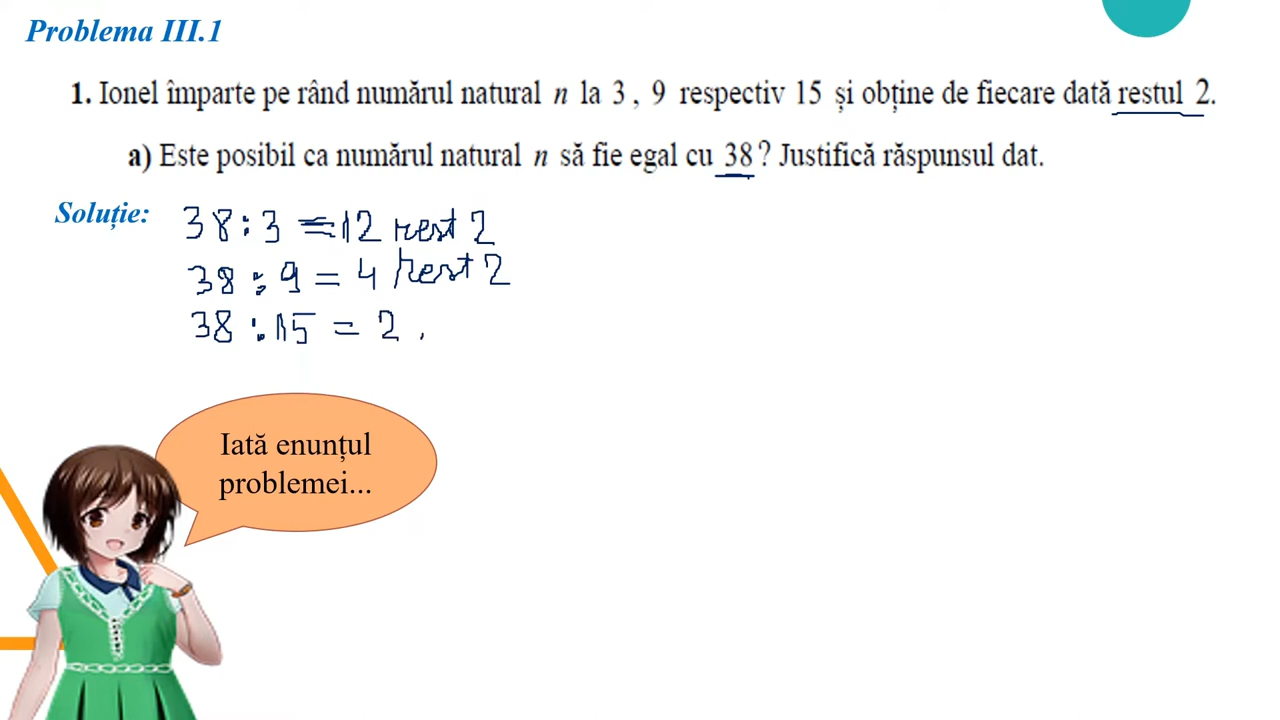 Problema III.1
1. Ionel împarte pe rând numărul natural n la 3, 9 respectiv 15 și obține de fiecare dată restul 2.
a) Este posibil ca numărul natural n să fie egal cu 38? Justifică răspunsul dat.
Soluție:
38 : 3 = 12 rest 2
38 : 9 = 4 rest 2
38 : 15 = 2
Iată enunțul
problemei...